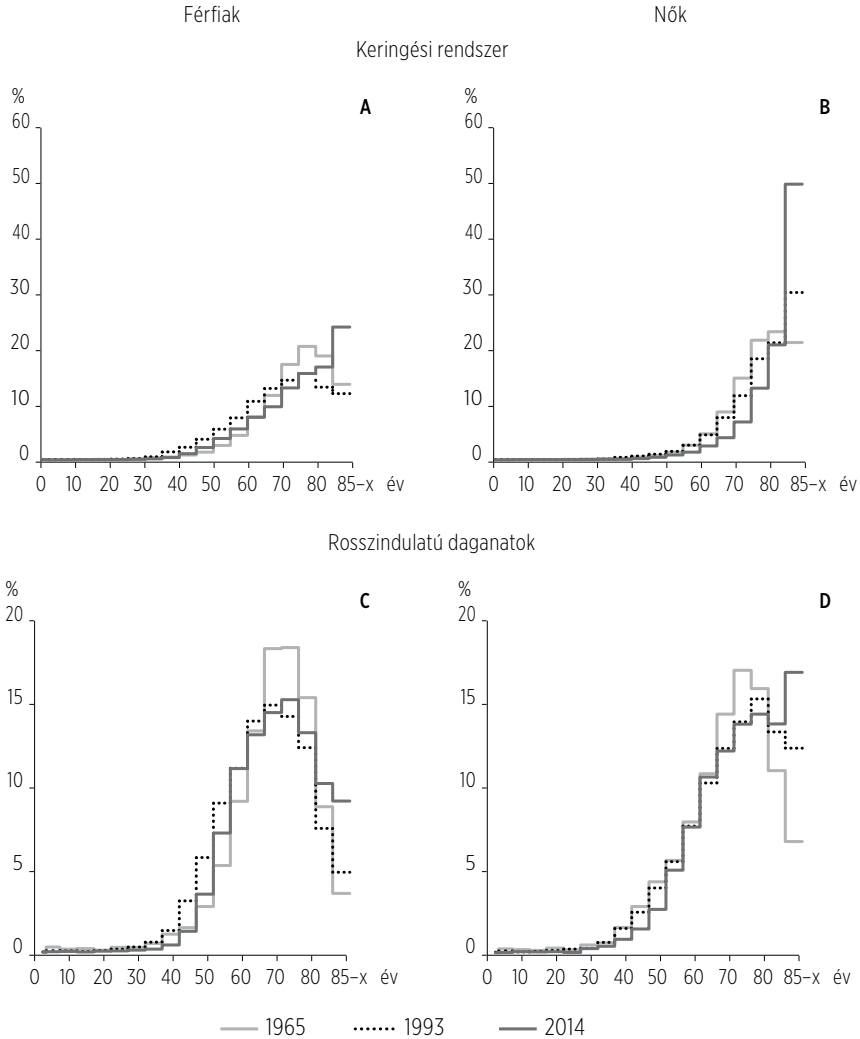 Férfiak Nők
Keringési rendszer
% A % B
60 60
50 50
40 40
30 30
20 20
10 10
0 0
0 10 20 30 40 50 60 70 80 85–x év 0 10 20 30 40 50 60 70 80 85–x év
Rosszindulatú daganatok
% C % D
20 20
15 15
10 10
5 5
0 0
0 10 20 30 40 50 60 70 80 85–x év 0 10 20 30 40 50 60 70 80 85–x év
1965 1993 2014